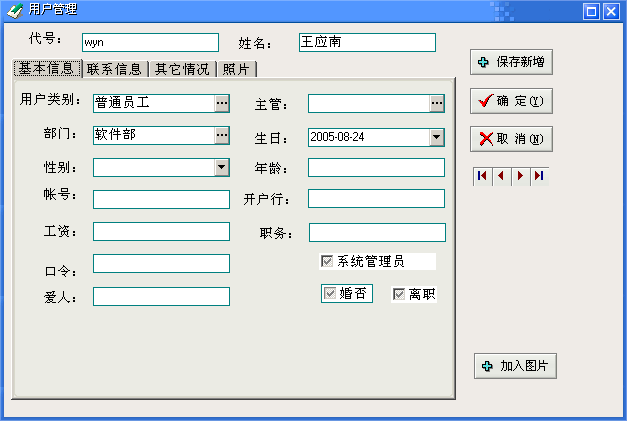 用户管理
代号： wyn 姓名： 王应南
保存新增
基本信息 联系信息 其它情况 照片
用户类别： 普通员工 ... 主管： ...
确 定(Y)
部门： 软件部 ... 生日： 2005-08-24
取 消(N)
性别： 年龄：
帐号： 开户行：
工资： 职务：
口令： 系统管理员
爱人： 婚否 离职
加入图片